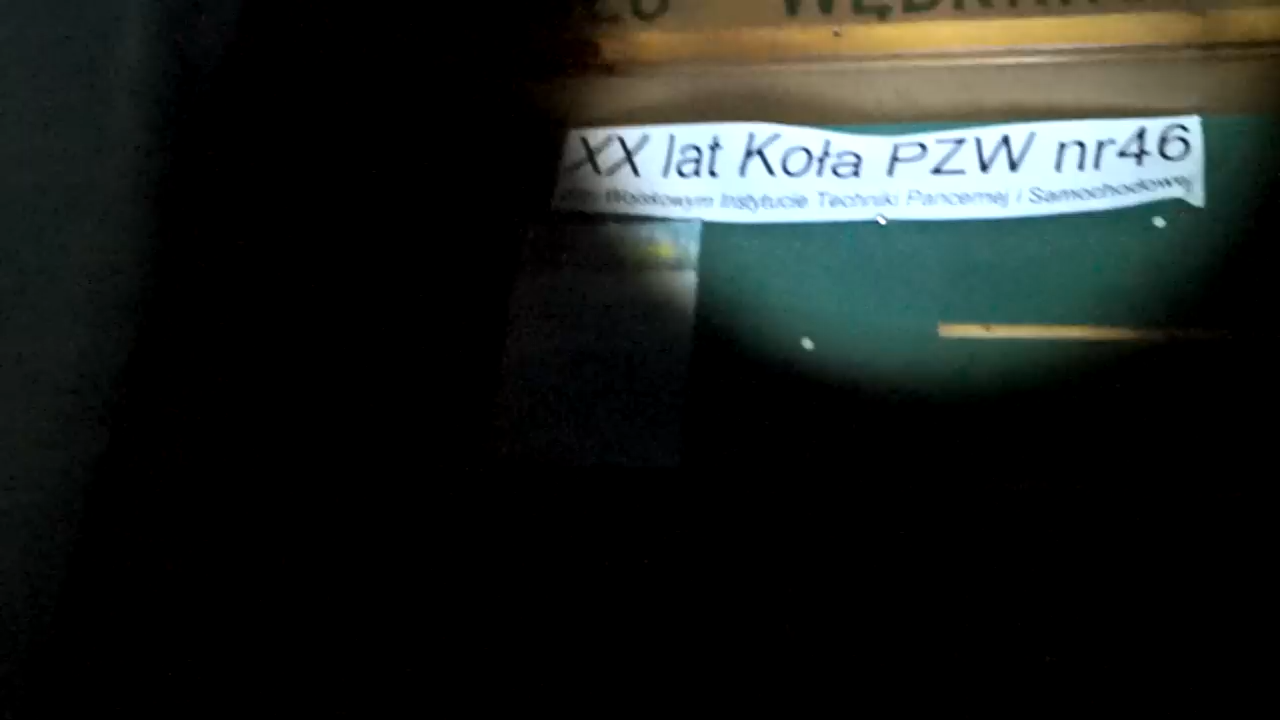 XX lat Koła PZW nr46
Wojskowym Instytucie Techniki Pancernej i Samochodowej